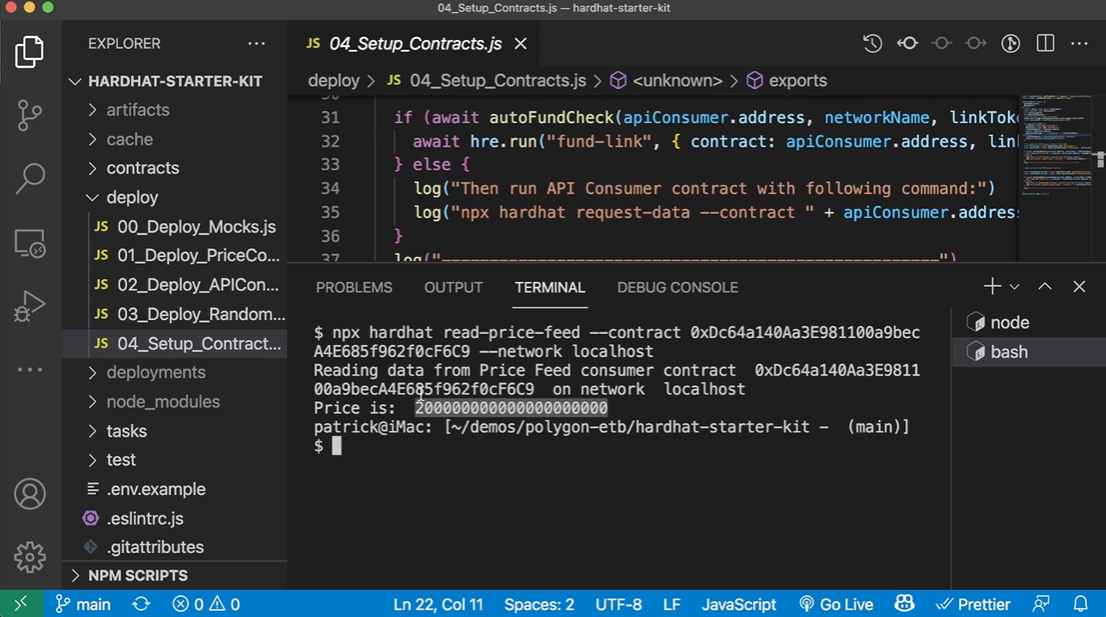 04_Setup_Contracts.js — hardhat-starter-kit
EXPLORER
HARDHAT-STARTER-KIT
artifacts
cache
contracts
deploy
JS 00_Deploy_Mocks.js
JS 01_Deploy_PriceCo...
JS 02_Deploy_APICon...
JS 03_Deploy_Random...
JS 04_Setup_Contract...
deployments
node_modules
tasks
test
.env.example
.eslintrc.js
.gitattributes
NPM SCRIPTS
JS 04_Setup_Contracts.js
deploy > JS 04_Setup_Contracts.js > <unknown> > exports
31 if (await autoFundCheck(apiConsumer.address, networkName, linkToke
32 await hre.run("fund-link", { contract: apiConsumer.address, lin
33 } else {
34 log("Then run API Consumer contract with following command:")
35 log("npx hardhat request-data --contract " + apiConsumer.addres
36 }
PROBLEMS OUTPUT TERMINAL DEBUG CONSOLE
$ npx hardhat read-price-feed --contract 0xDc64a140Aa3E981100a9bec
A4E685f962f0cF6C9 --network localhost
Reading data from Price Feed consumer contract 0xDc64a140Aa3E9811
00a9becA4E685f962f0cF6C9 on network localhost
Price is: 200000000000000000000
patrick@iMac: [~/demos/polygon-etb/hardhat-starter-kit - (main)]
$
node
bash
main 0 0 Ln 22, Col 11 Spaces: 2 UTF-8 LF JavaScript Go Live Prettier